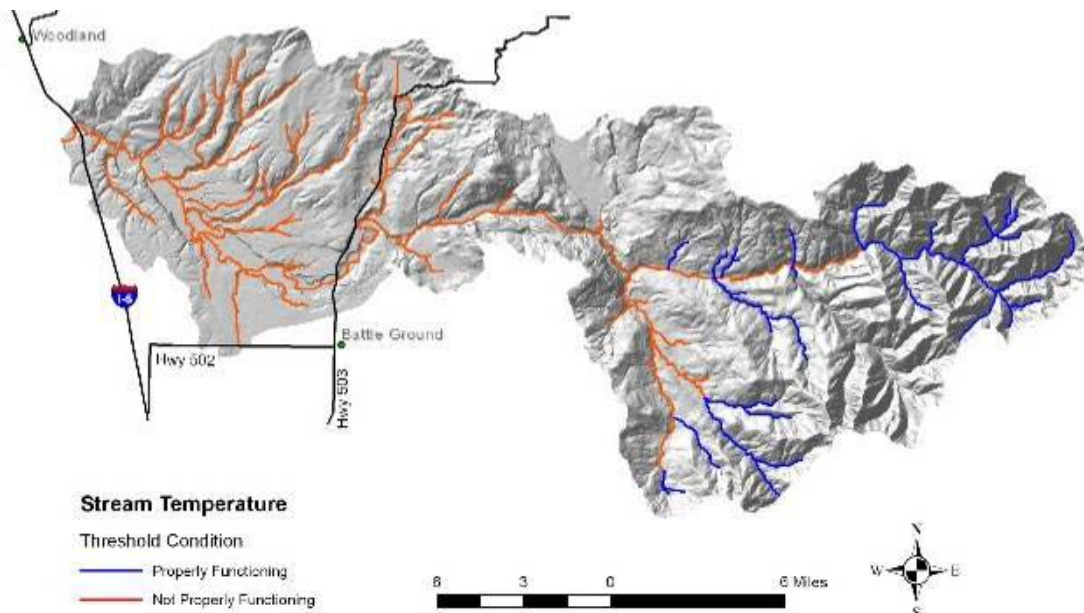 Woodland
I-5
Battle Ground
Hwy 502
Hwy 503
Stream Temperature
Threshold Condition
Properly Functioning
Not Properly Functioning
6 3 0 6 Miles
N
W E
S